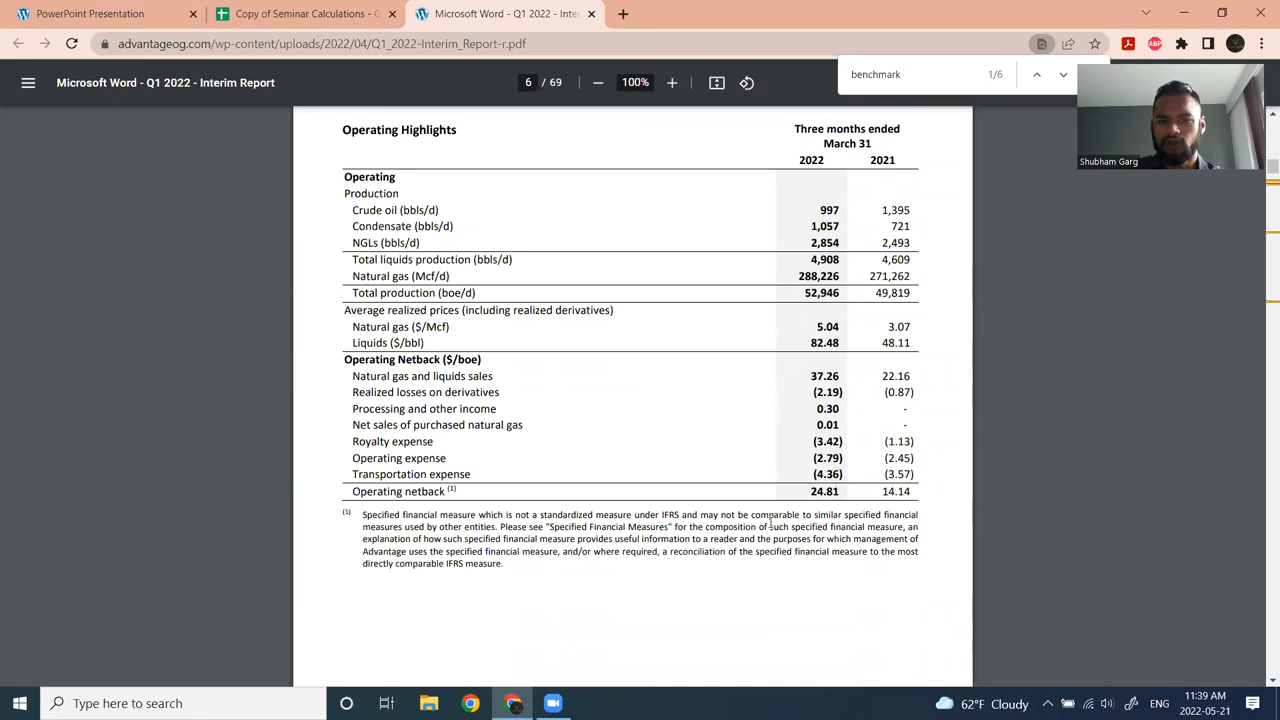 PowerPoint Presentation
Copy of Seminar Calculations - G
Microsoft Word - Q1 2022 - Inte
advantageog.com/wp-content/uploads/2022/04/Q1_2022-Interim_Report-r.pdf
ABP
Microsoft Word - Q1 2022 - Interim Report
6 / 69
100%
benchmark 1/6
Shubham Garg
Operating Highlights
Three months ended
March 31
2022 2021
Operating
Production
Crude oil (bbls/d) 997 1,395
Condensate (bbls/d) 1,057 721
NGLs (bbls/d) 2,854 2,493
Total liquids production (bbls/d) 4,908 4,609
Natural gas (Mcf/d) 288,226 271,262
Total production (boe/d) 52,946 49,819
Average realized prices (including realized derivatives)
Natural gas ($/Mcf) 5.04 3.07
Liquids ($/bbl) 82.48 48.11
Operating Netback ($/boe)
Natural gas and liquids sales 37.26 22.16
Realized losses on derivatives (2.19) (0.87)
Processing and other income 0.30 -
Net sales of purchased natural gas 0.01 -
Royalty expense (3.42) (1.13)
Operating expense (2.79) (2.45)
Transportation expense (4.36) (3.57)
Operating netback (1) 24.81 14.14
(1) Specified financial measure which is not a standardized measure under IFRS and may not be comparable to similar specified financial
measures used by other entities. Please see "Specified Financial Measures" for the composition of such specified financial measure, an
explanation of how such specified financial measure provides useful information to a reader and the purposes for which management of
Advantage uses the specified financial measure, and/or where required, a reconciliation of the specified financial measure to the most
directly comparable IFRS measure.
Type here to search
62°F Cloudy
ENG
11:39 AM
2022-05-21